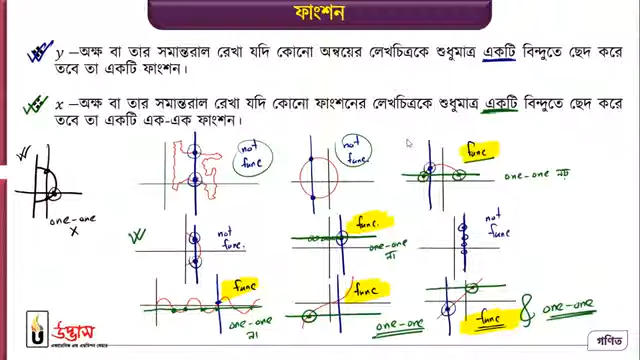 ফাংশন
y –অক্ষ বা তার সমান্তরাল রেখা যদি কোনো অন্বয়ের লেখচিত্রকে শুধুমাত্র একটি বিন্দুতে ছেদ করে
তবে তা একটি ফাংশন।
x –অক্ষ বা তার সমান্তরাল রেখা যদি কোনো ফাংশনের লেখচিত্রকে শুধুমাত্র একটি বিন্দুতে ছেদ করে
তবে তা একটি এক-এক ফাংশন।
one-one
x
not
func
not
func
func
one-one নয়
not
func.
func.
one-one
না
not
func
func
one-one
না
func
one-one
func
& one-one
উদ্ভাস
গণিত